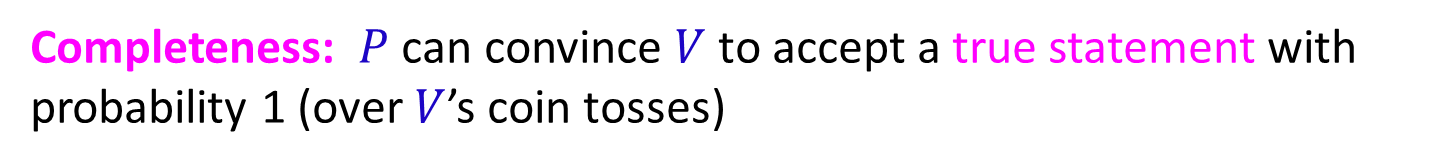 Completeness: P can convince V to accept a true statement with
probability 1 (over V's coin tosses)